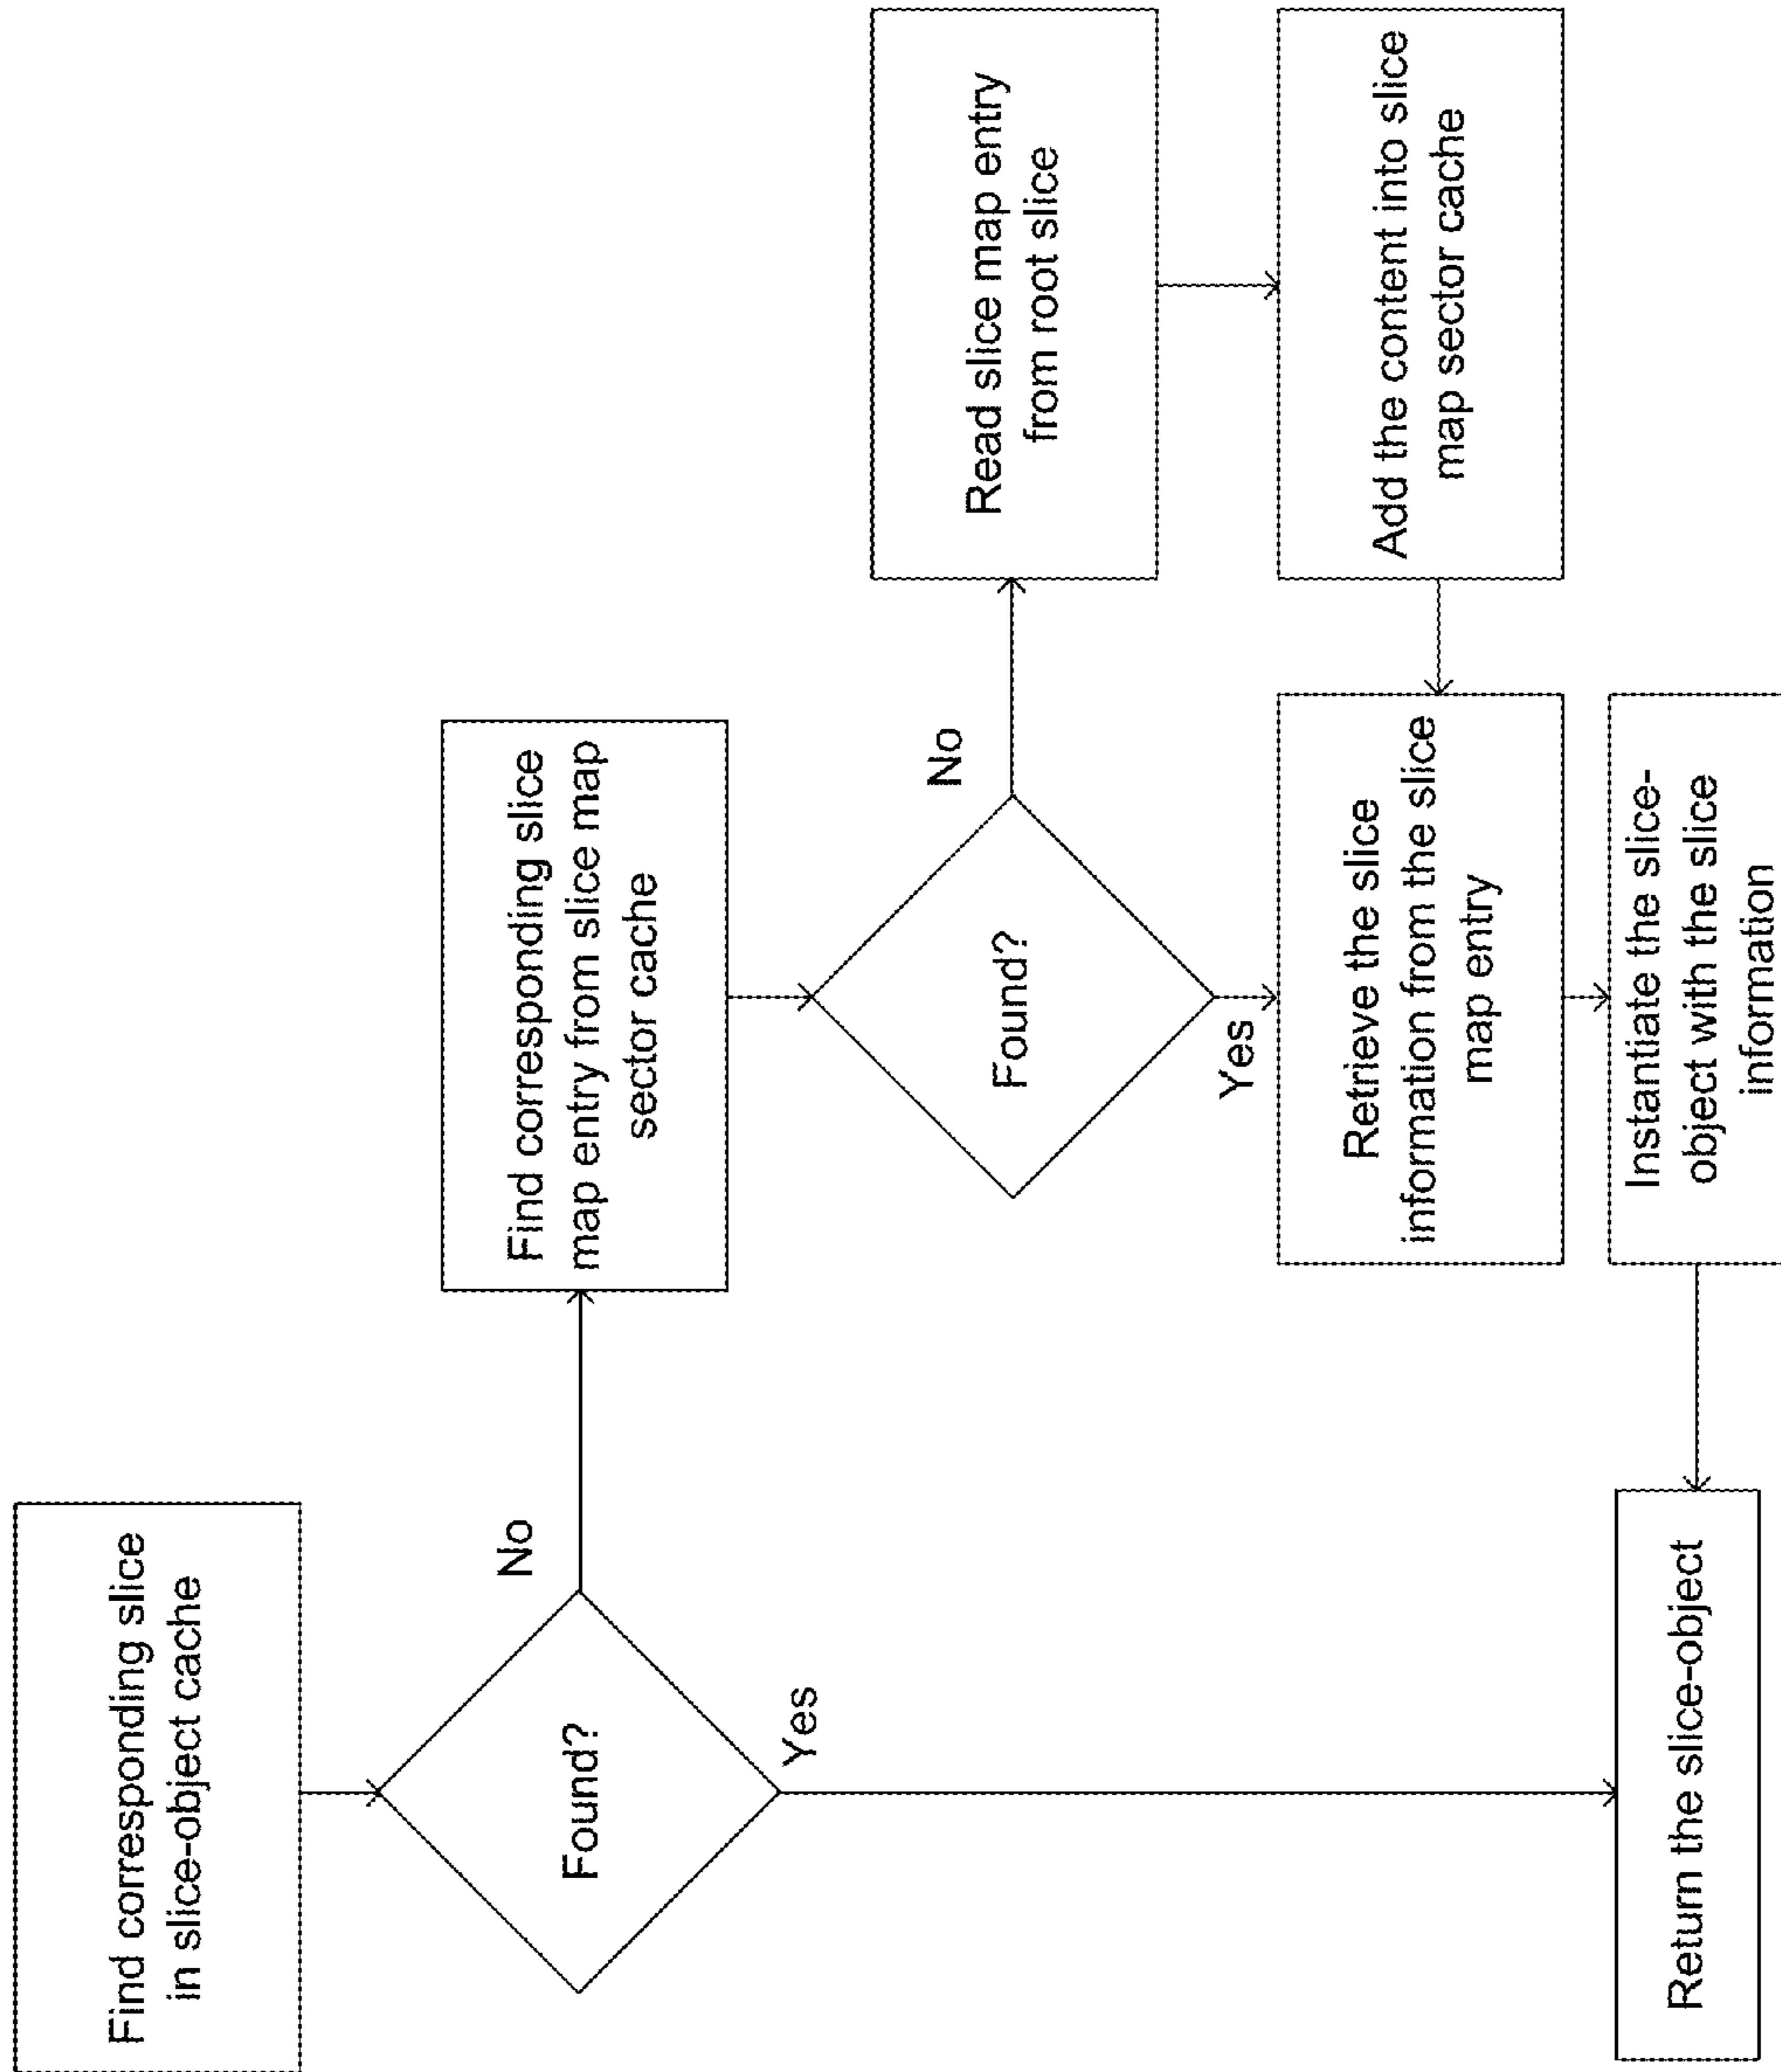 Find corresponding slice
in slice-object cache
Found?
No
Yes
Find corresponding slice
map entry from slice map
sector cache
Found?
No
Yes
Read slice map entry
from root slice
Add the content into slice
map sector cache
Retrieve the slice
information from the slice
map entry
Instantiate the slice-
object with the slice
information
Return the slice-object